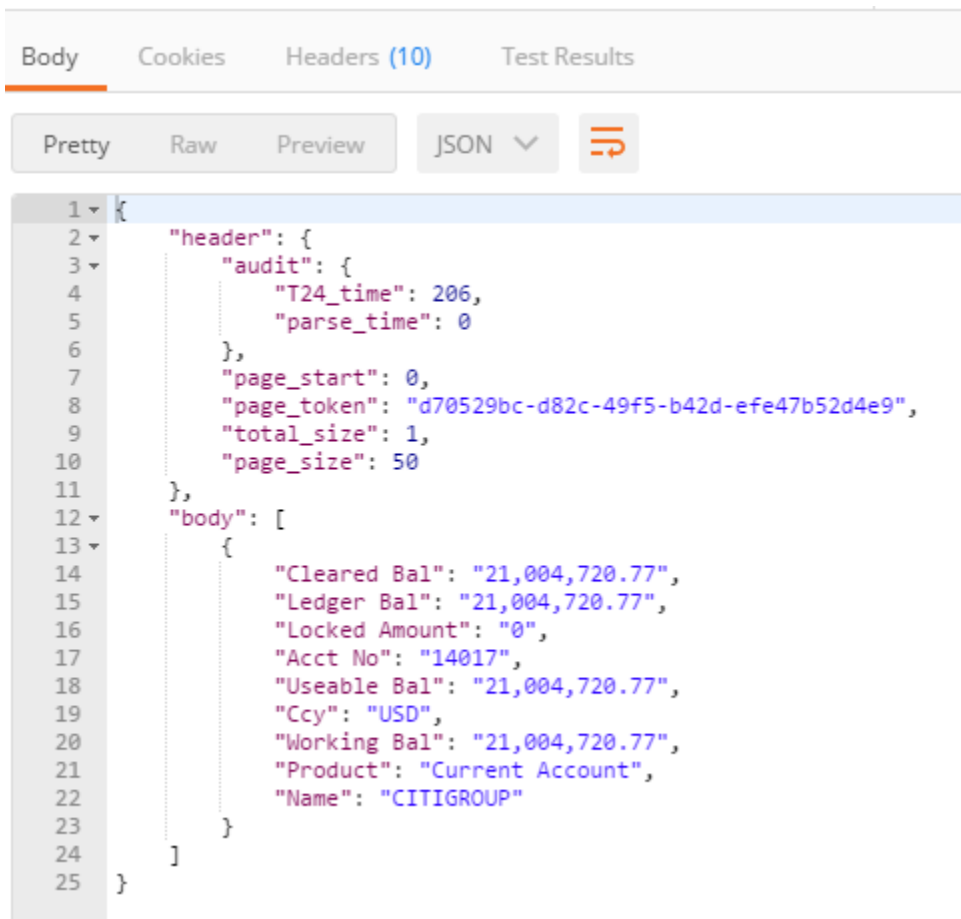 Body Cookies Headers (10) Test Results
Pretty Raw Preview JSON
1 {
2 "header": {
3 "audit": {
4 "T24_time": 206,
5 "parse_time": 0
6 },
7 "page_start": 0,
8 "page_token": "d70529bc-d82c-49f5-b42d-efe47b52d4e9",
9 "total_size": 1,
10 "page_size": 50
11 },
12 "body": [
13 {
14 "Cleared Bal": "21,004,720.77",
15 "Ledger Bal": "21,004,720.77",
16 "Locked Amount": "0",
17 "Acct No": "14017",
18 "Useable Bal": "21,004,720.77",
19 "Ccy": "USD",
20 "Working Bal": "21,004,720.77",
21 "Product": "Current Account",
22 "Name": "CITIGROUP"
23 }
24 ]
25 }